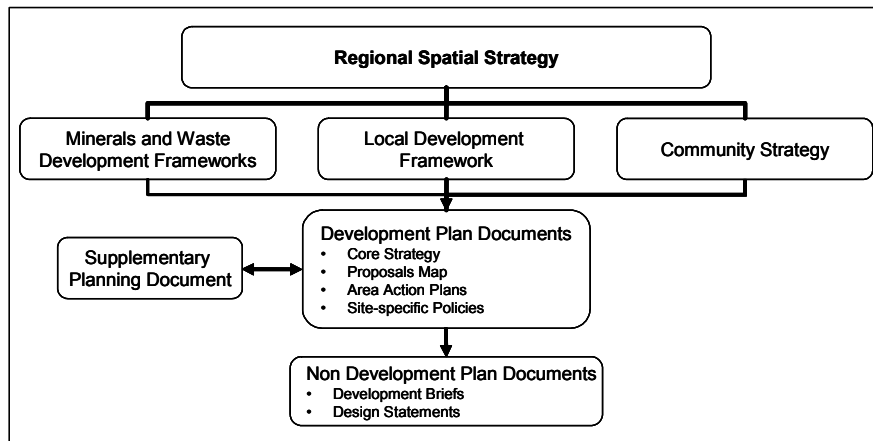 Regional Spatial Strategy
Minerals and Waste
Development Frameworks
Local Development
Framework
Community Strategy
Development Plan Documents
• Core Strategy
• Proposals Map
• Area Action Plans
• Site-specific Policies
Supplementary
Planning Document
Non Development Plan Documents
• Development Briefs
• Design Statements